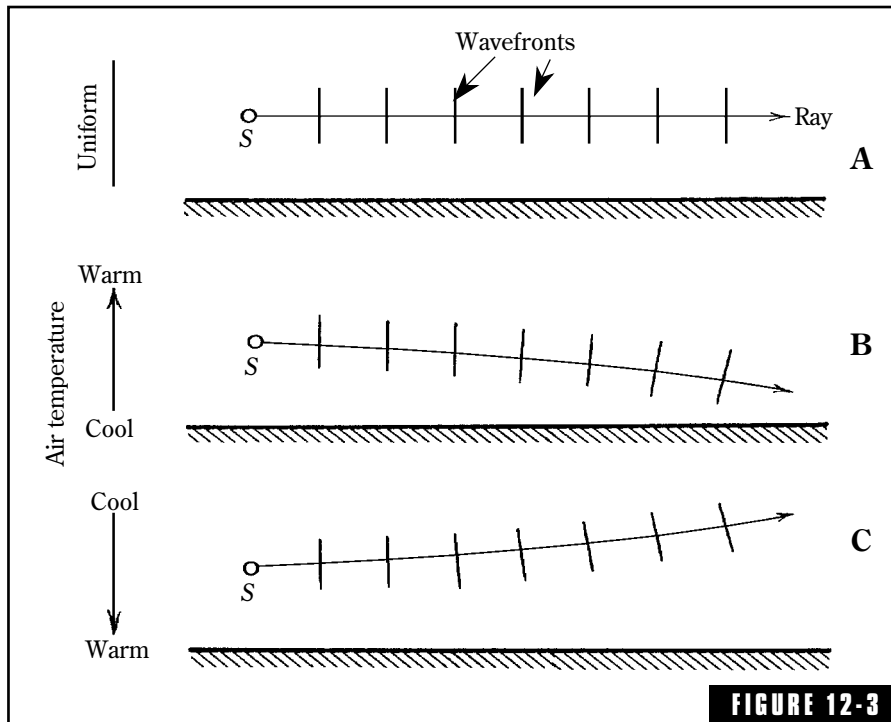 Wavefronts
Uniform
S
Ray
A
Air temperature
Warm
Cool
S
B
Cool
Warm
S
C
FIGURE 12-3